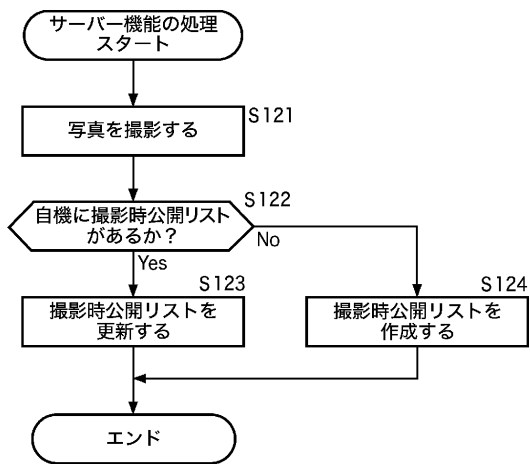 サーバー機能の処理
スタート
S121
写真を撮影する
S122
自機に撮影時公開リスト
があるか?
No
Yes
S123
撮影時公開リストを
更新する
S124
撮影時公開リストを
作成する
エンド